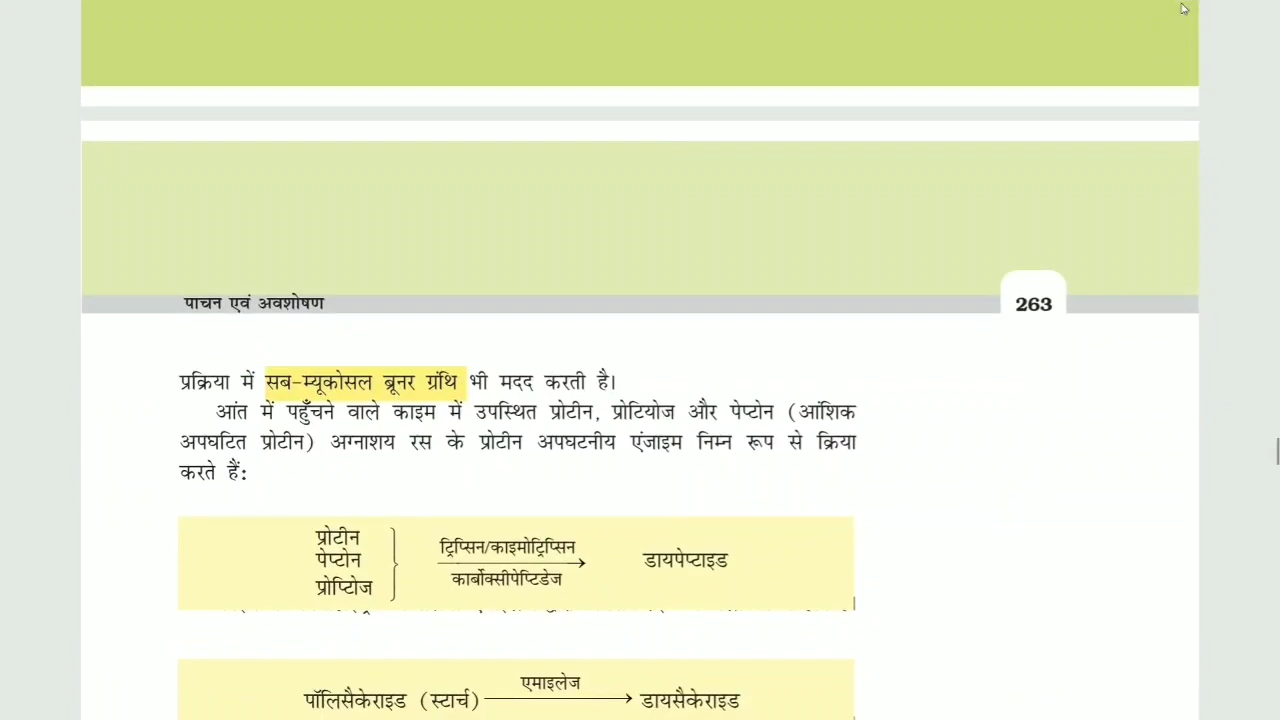 पाचन एवं अवशोषण
263
प्रक्रिया में सब-म्यूकोसल ब्रूनर ग्रंथि भी मदद करती है।
आंत में पहुँचने वाले काइम में उपस्थित प्रोटीन, प्रोटियोज और पेप्टोन (आंशिक
अपघटित प्रोटीन) अग्नाशय रस के प्रोटीन अपघटनीय एंजाइम निम्न रूप से क्रिया
करते हैं:
प्रोटीन
पेप्टोन
प्रोप्टिोज
ट्रिप्सिन/काइमोट्रिप्सिन
कार्बोक्सीपेप्टिडेज
डायपेप्टाइड
पॉलिसैकेराइड (स्टार्च) एमाइलेज डायसैकेराइड